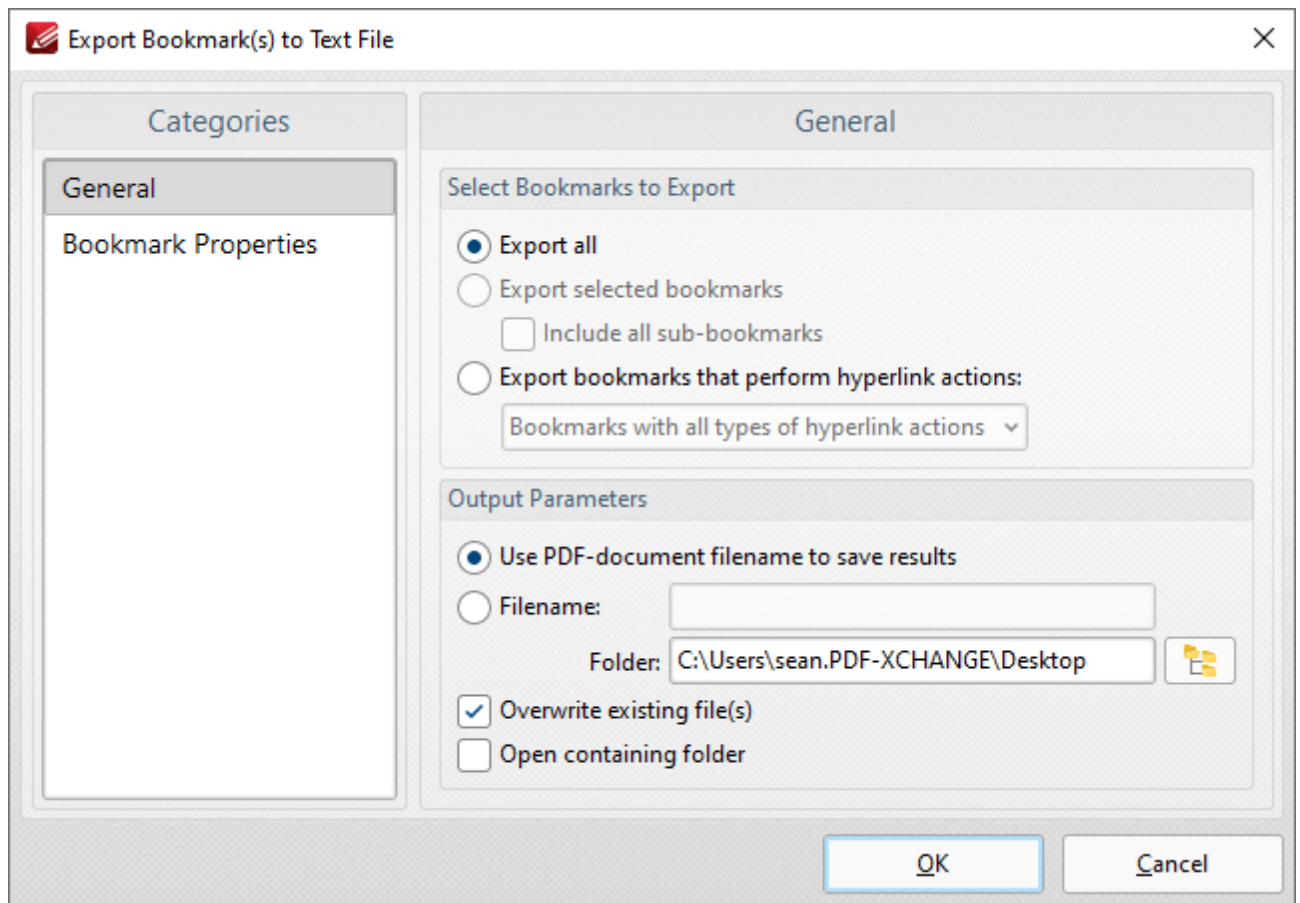 Export Bookmark(s) to Text File
Categories
General
Bookmark Properties
General
Select Bookmarks to Export
Export all
Export selected bookmarks
Include all sub-bookmarks
Export bookmarks that perform hyperlink actions:
Bookmarks with all types of hyperlink actions
Output Parameters
Use PDF-document filename to save results
Filename:
Folder: C:\Users\sean.PDF-XCHANGE\Desktop
Overwrite existing file(s)
Open containing folder
OK Cancel